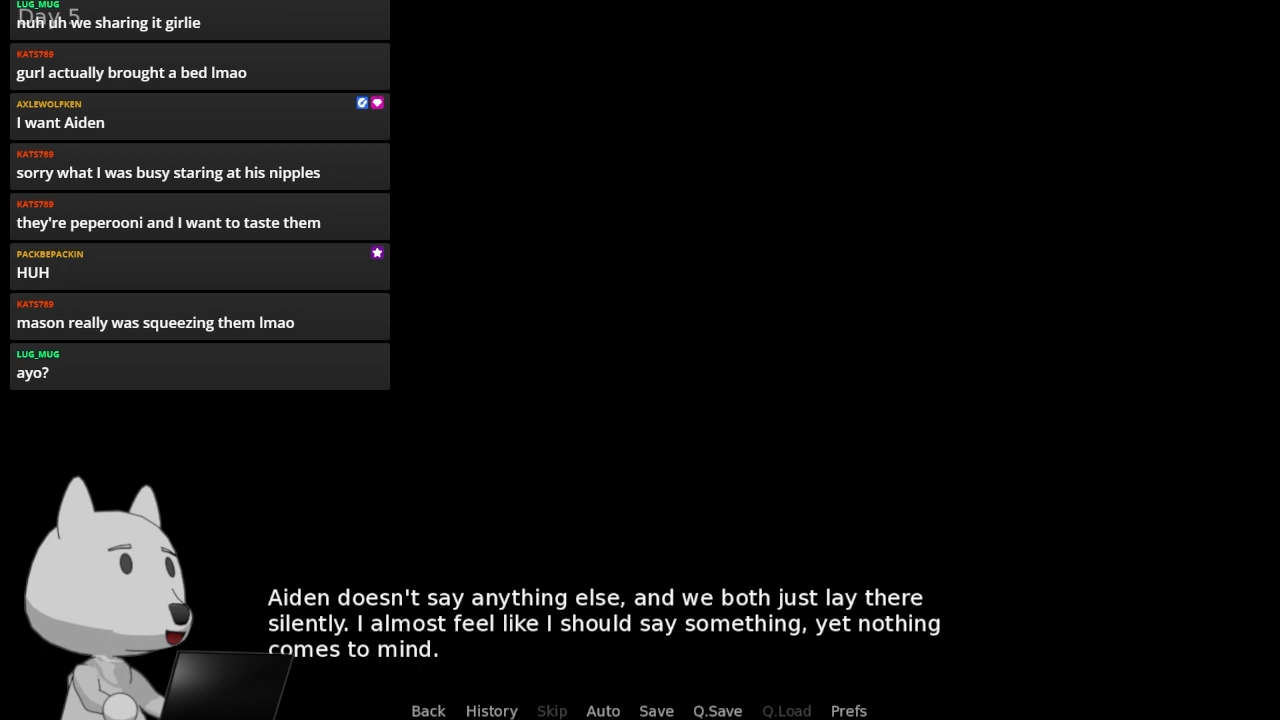 LUG_MUG
Day 5
nuh uh we sharing it girlie
KATS789
gurl actually brought a bed lmao
AXLEWOLFKEN
I want Aiden
KATS789
sorry what I was busy staring at his nipples
KATS789
they're peperooni and I want to taste them
PACKBEPACKIN
HUH
KATS789
mason really was squeezing them lmao
LUG_MUG
ayo?
Aiden doesn't say anything else, and we both just lay there
silently. I almost feel like I should say something, yet nothing
comes to mind.
Back History Skip Auto Save Q.Save Q.Load Prefs